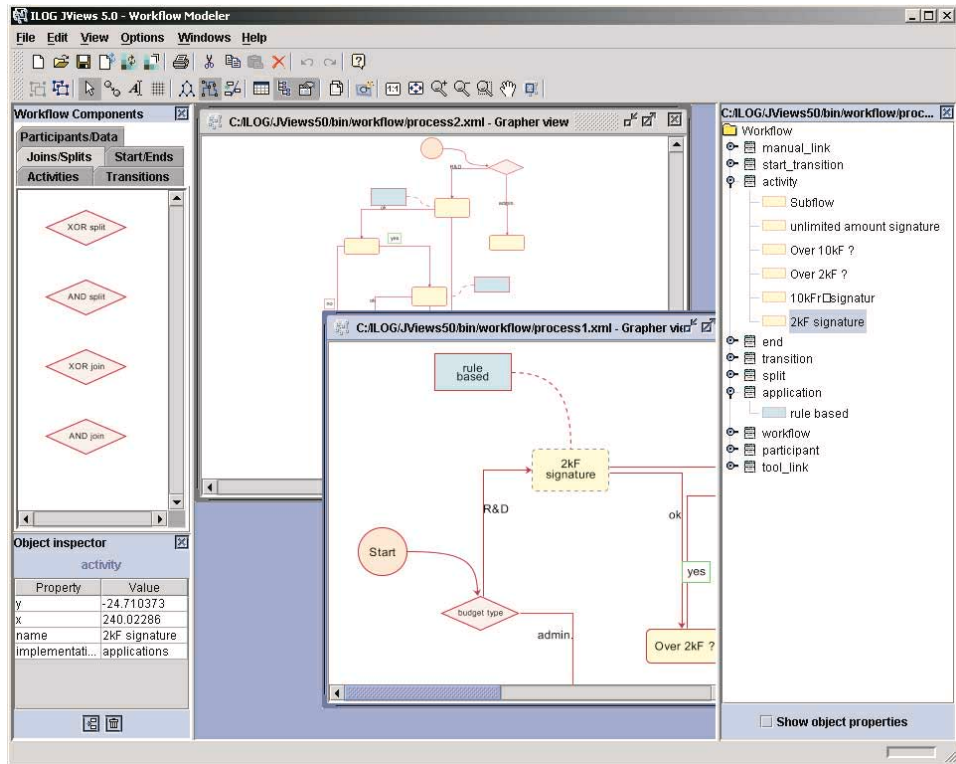 ILOG JViews 5.0 - Workflow Modeler
File Edit View Options Windows Help
Workflow Components
Participants/Data
Joins/Splits Start/Ends
Activities Transitions
XOR split
AND split
XOR join
AND join
Object inspector
activity
Property Value
y -24.710373
x 240.02286
name 2kF signature
implementati... applications
C:/ILOG/JViews50/bin/workflow/process2.xml - Grapher view
R&D
admin.
ok
yes
no
ok
C:/ILOG/JViews50/bin/workflow/process1.xml - Grapher view
rule
based
2kF
signature
R&D
ok
Start
yes
budget type
admin.
Over 2kF ?
C:/ILOG/JViews50/bin/workflow/proc...
Workflow
manual_link
start_transition
activity
Subflow
unlimited amount signature
Over 10kF ?
Over 2kF ?
10kFr□signatur
2kF signature
end
transition
split
application
rule based
workflow
participant
tool_link
Show object properties